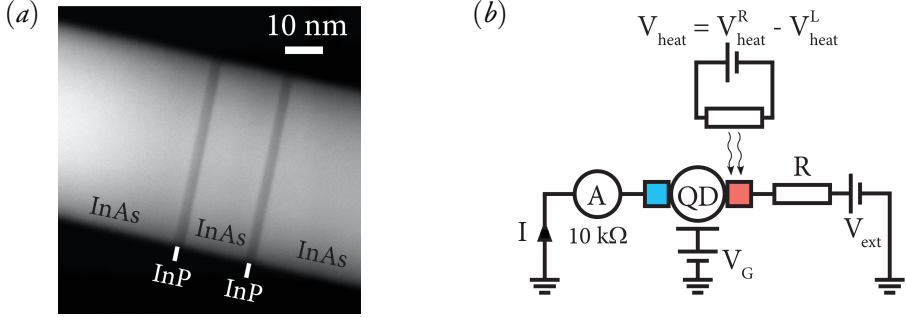 (a)
10 nm
InAs
InAs
InAs
InP
InP
(b)
V_heat = V^R_heat - V^L_heat
A
QD
R
10 kΩ
I
V_ext
V_G